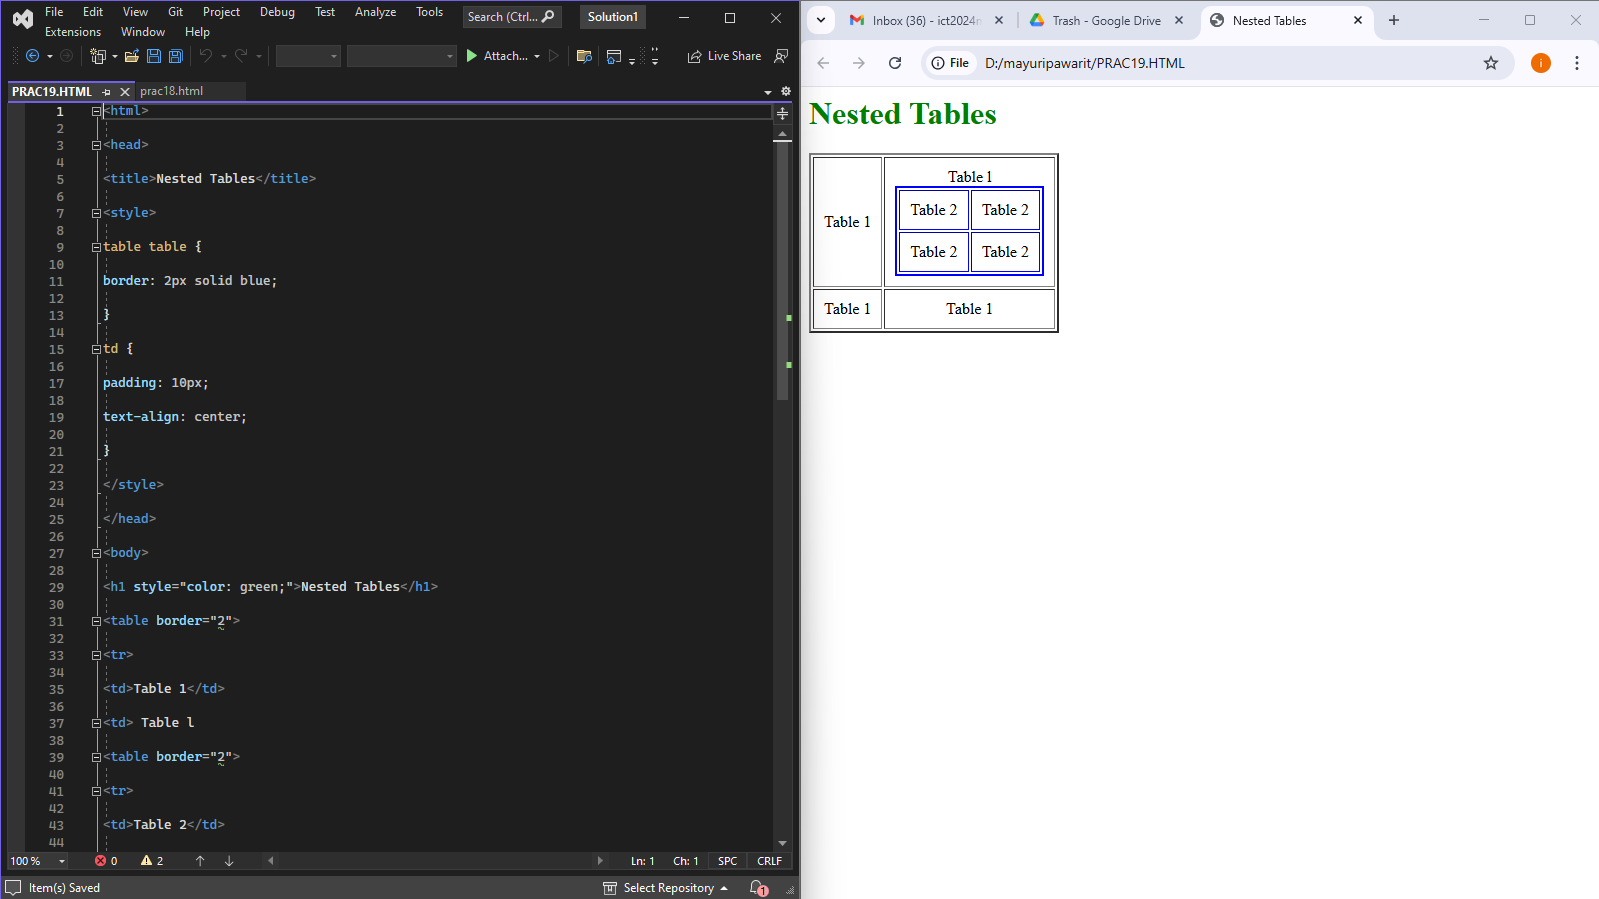 File Edit View Git Project Debug Test Analyze Tools Search (Ctrl... Solution1
Extensions Window Help
Attach... Live Share
PRAC19.HTML prac18.html
1 <html>
2
3 <head>
4
5 <title>Nested Tables</title>
6
7 <style>
8
9 table table {
10
11 border: 2px solid blue;
12
13 }
14
15 td {
16
17 padding: 10px;
18
19 text-align: center;
20
21 }
22
23 </style>
24
25 </head>
26
27 <body>
28
29 <h1 style="color: green;">Nested Tables</h1>
30
31 <table border="2">
32
33 <tr>
34
35 <td>Table 1</td>
36
37 <td> Table l
38
39 <table border="2">
40
41 <tr>
42
43 <td>Table 2</td>
44
100 % 0 2 Ln: 1 Ch: 1 SPC CRLF
Item(s) Saved Select Repository 1
Inbox (36) - ict2024 Trash - Google Drive Nested Tables
File D:/mayuripawarit/PRAC19.HTML i
Nested Tables
Table 1
Table l
Table 2 Table 2
Table 2 Table 2
Table 1 Table 1